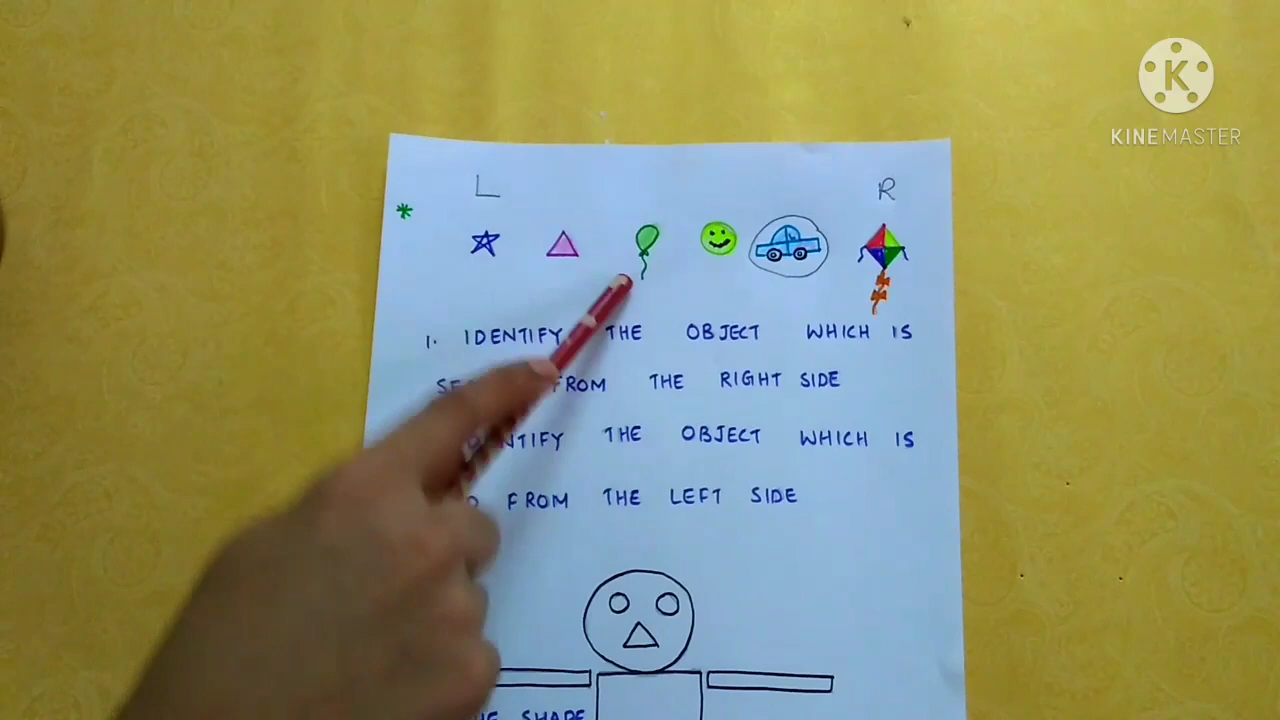 K
KINEMASTER
L R
1. IDENTIFY THE OBJECT WHICH IS
FROM THE RIGHT SIDE
THE OBJECT WHICH IS
FROM THE LEFT SIDE
SHAPE